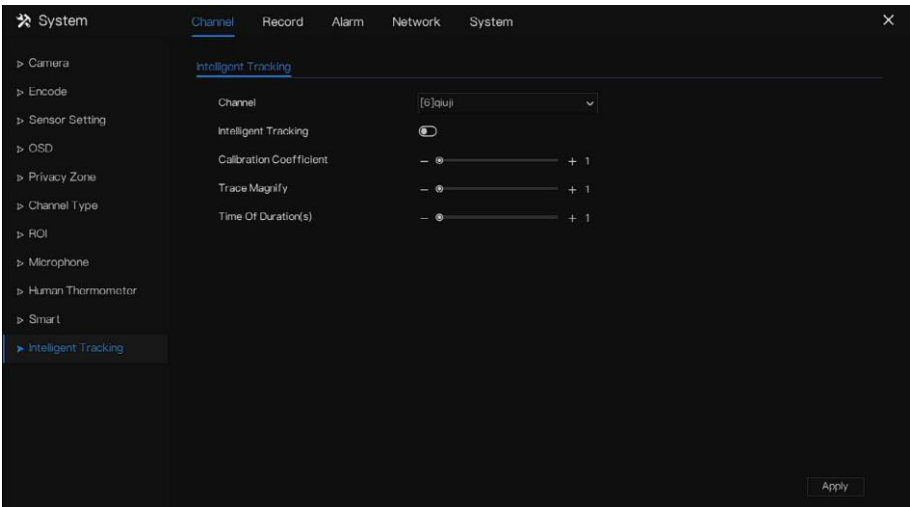 System
Channel Record Alarm Network System
Camera
Encode
Sensor Setting
OSD
Privacy Zone
Channel Type
ROI
Microphone
Human Thermometer
Smart
Intelligent Tracking
Intelligent Tracking
Channel [6]qiuji
Intelligent Tracking
Calibration Coefficient 1
Trace Magnify 1
Time Of Duration(s) 1
Apply